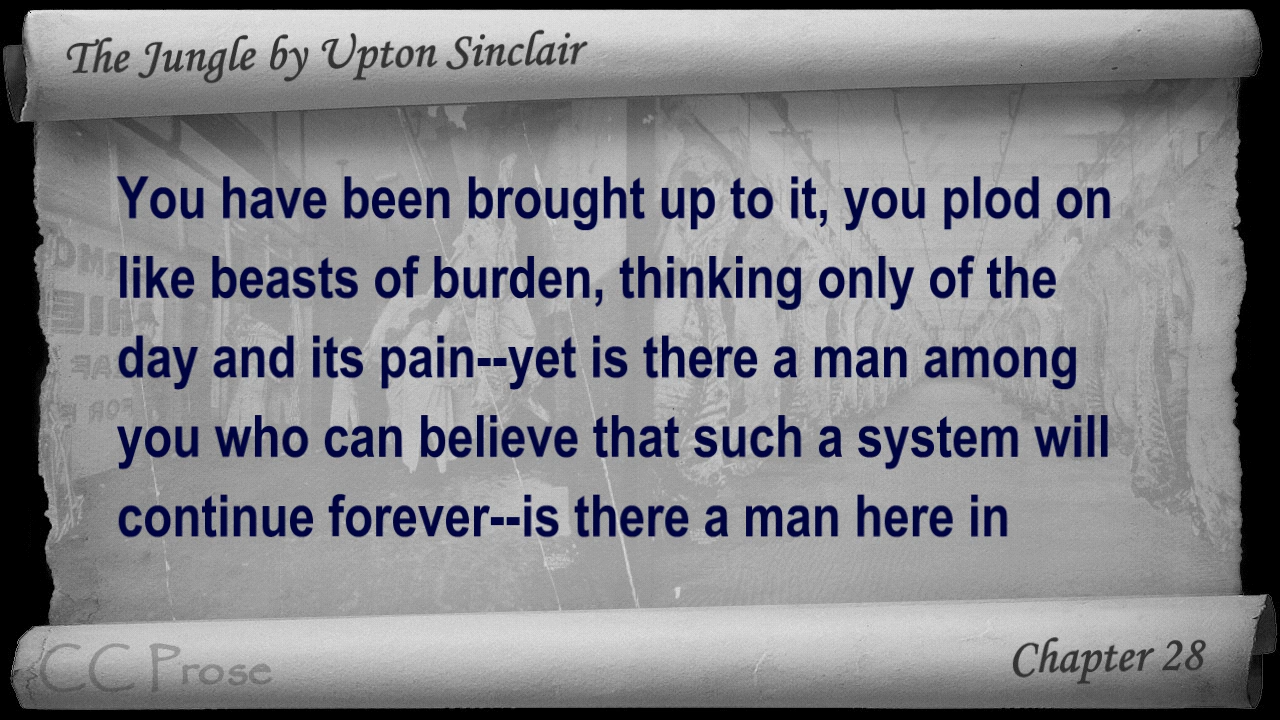 The Jungle by Upton Sinclair
You have been brought up to it, you plod on
like beasts of burden, thinking only of the
day and its pain--yet is there a man among
you who can believe that such a system will
continue forever--is there a man here in
CC Prose
Chapter 28